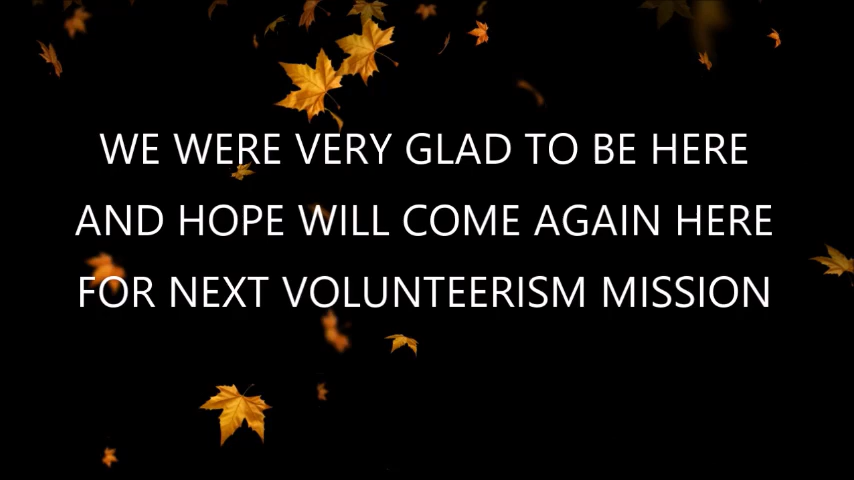 WE WERE VERY GLAD TO BE HERE
AND HOPE WILL COME AGAIN HERE
FOR NEXT VOLUNTEERISM MISSION